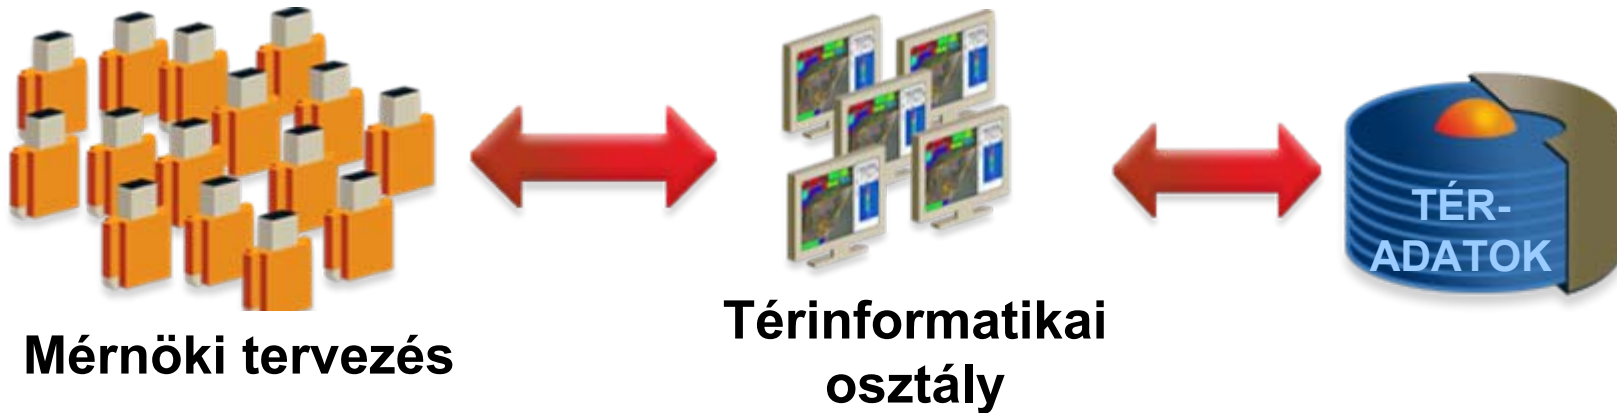 Mérnöki tervezés
Térinformatikai
osztály
TÉR-
ADATOK